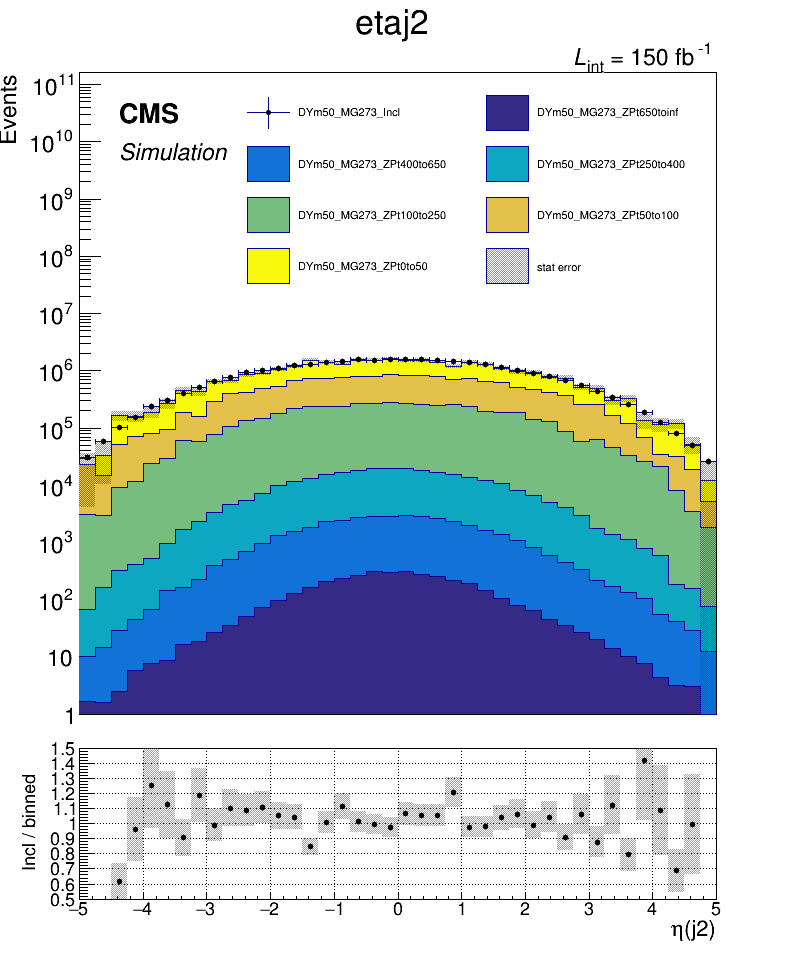 etaj2
L_int = 150 fb^-1
Events
10^11
10^10
10^9
10^8
10^7
10^6
10^5
10^4
10^3
10^2
10
1
CMS
Simulation
DYm50_MG273_Incl
DYm50_MG273_ZPt650toinf
DYm50_MG273_ZPt400to650
DYm50_MG273_ZPt250to400
DYm50_MG273_ZPt100to250
DYm50_MG273_ZPt50to100
DYm50_MG273_ZPt0to50
stat error
Incl / binned
1.5
1.4
1.3
1.2
1.1
1
0.9
0.8
0.7
0.6
0.5
−5 −4 −3 −2 −1 0 1 2 3 4 5
η(j2)